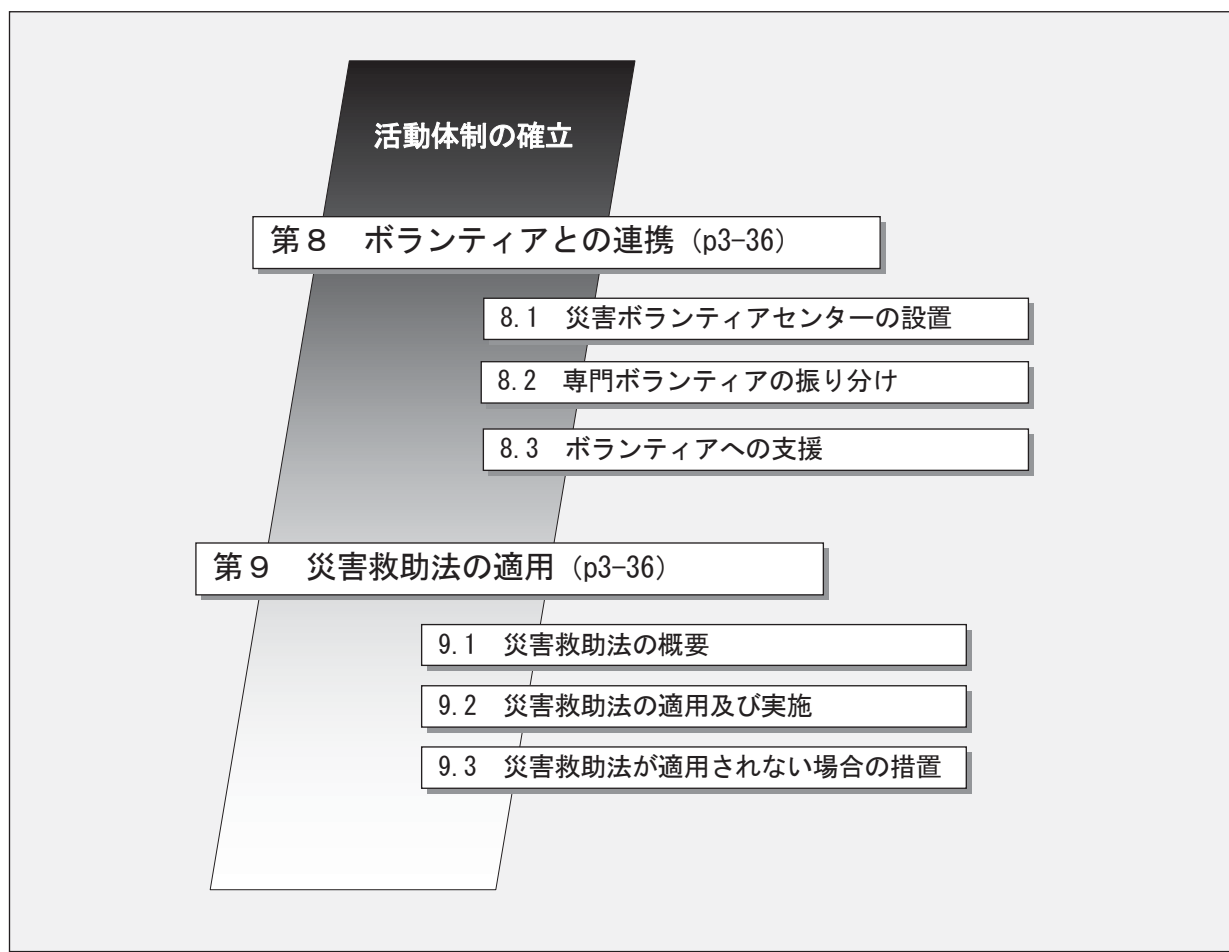 活動体制の確立
第８　ボランティアとの連携（p3-36）
8.1　災害ボランティアセンターの設置
8.2　専門ボランティアの振り分け
8.3　ボランティアへの支援
第９　災害救助法の適用（p3-36）
9.1　災害救助法の概要
9.2　災害救助法の適用及び実施
9.3　災害救助法が適用されない場合の措置